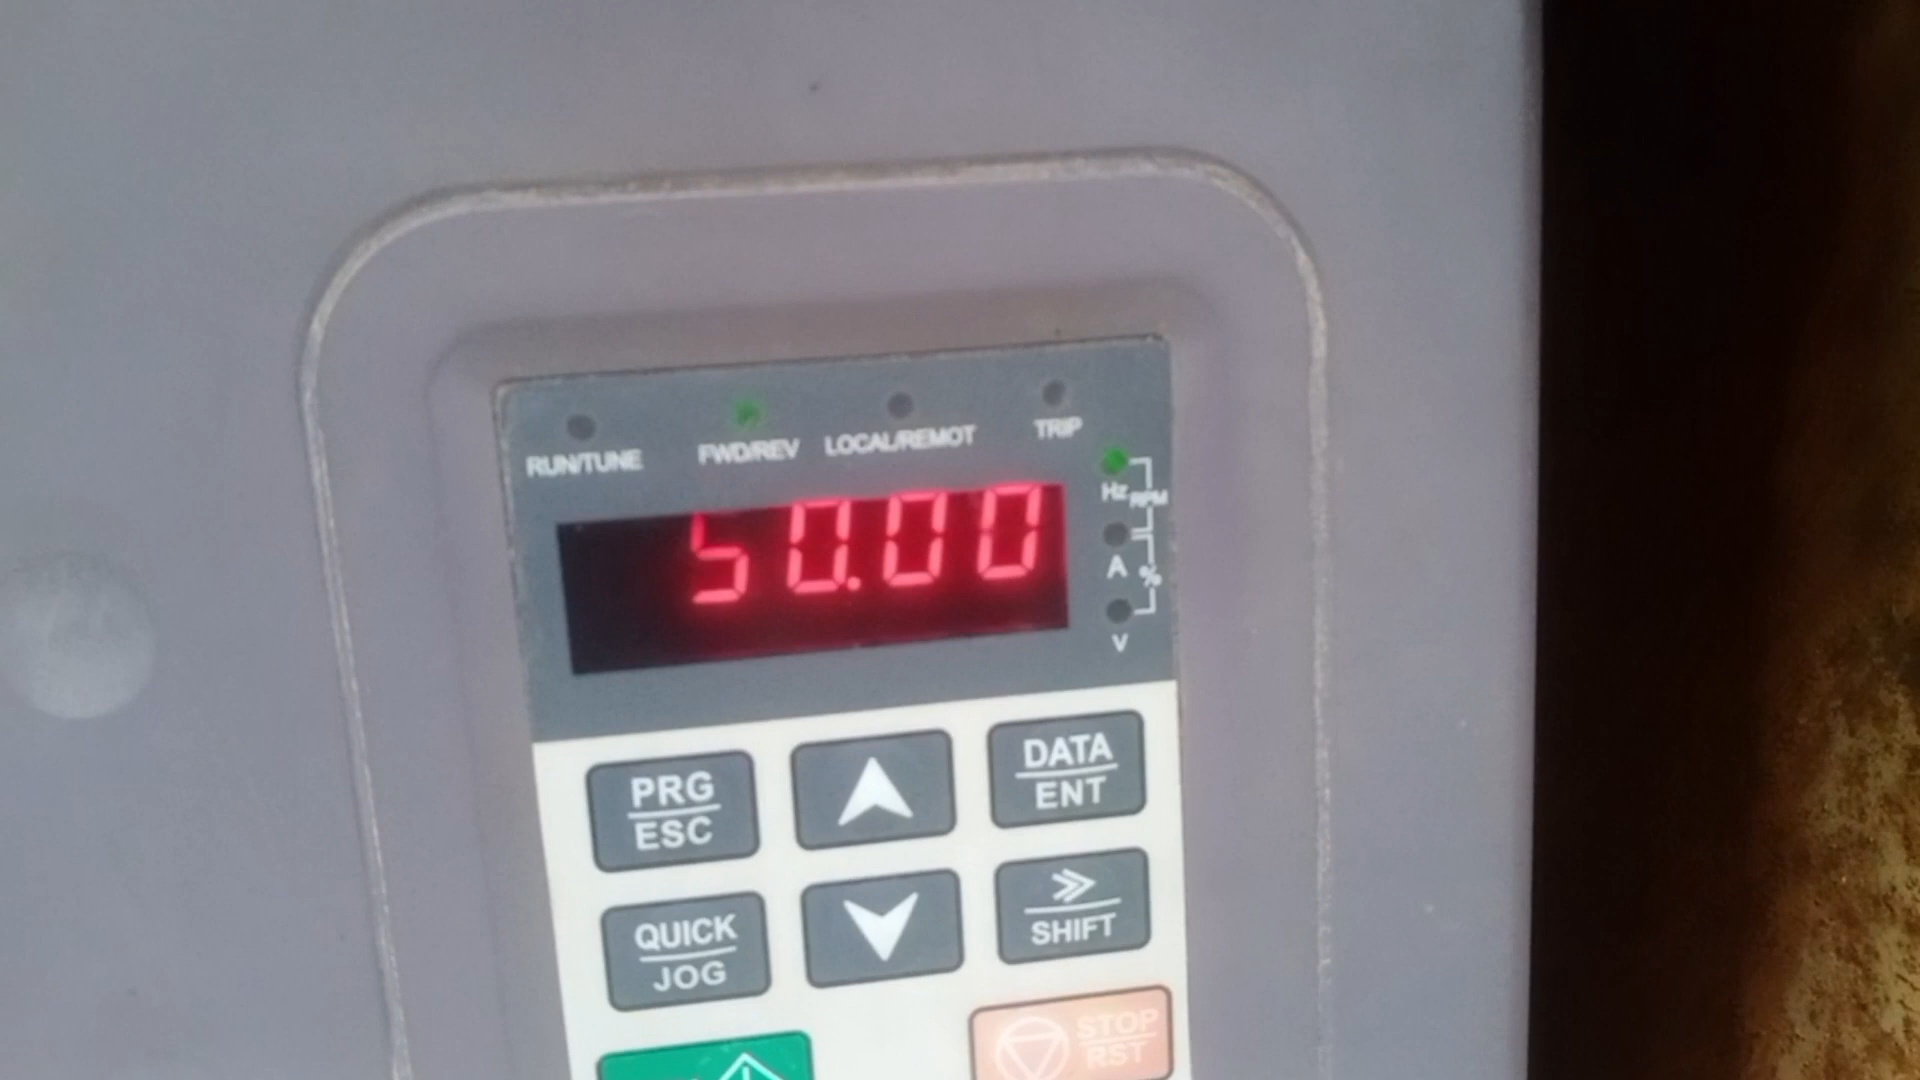 RUN/TUNE FWD/REV LOCAL/REMOT TRIP
Hz RPM
50.00
A %
V
PRG
ESC
DATA
ENT
QUICK
JOG
SHIFT
STOP
RST